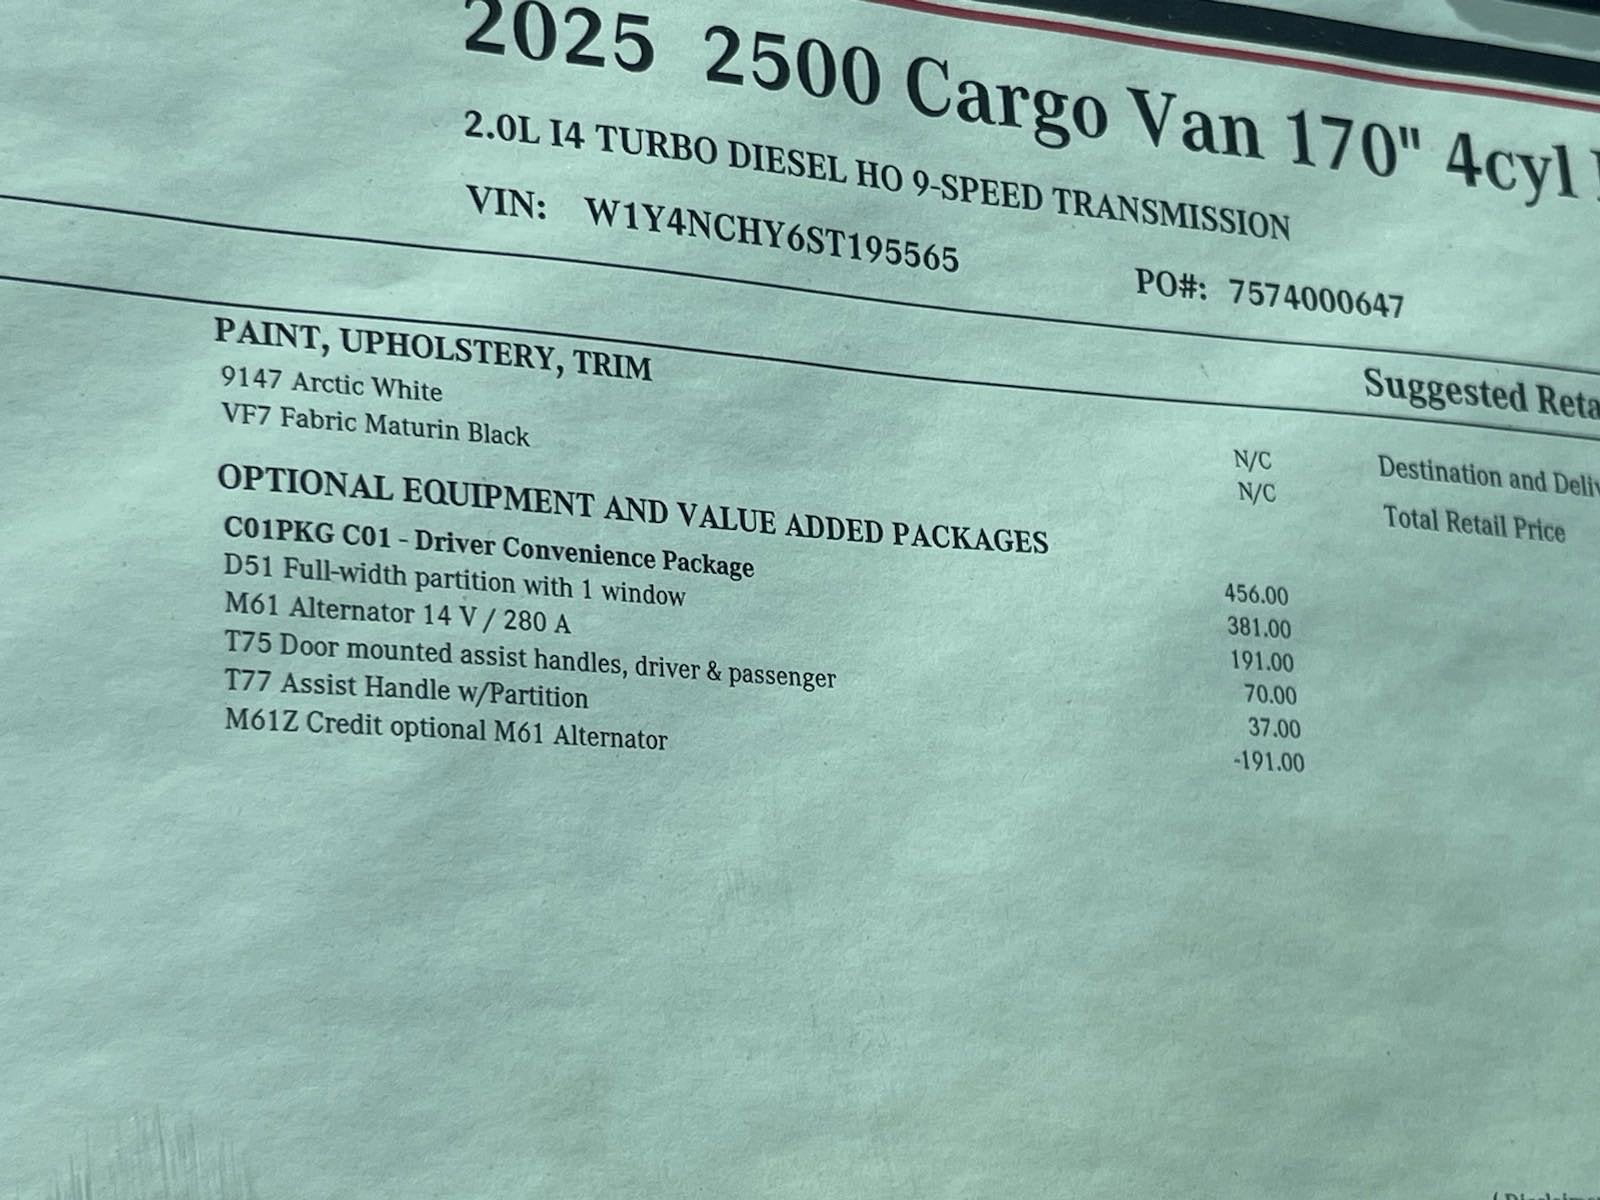 2025 2500 Cargo Van 170" 4cyl
2.0L I4 TURBO DIESEL HO 9-SPEED TRANSMISSION
VIN: W1Y4NCHY6ST195565
PO#: 7574000647
PAINT, UPHOLSTERY, TRIM
9147 Arctic White N/C
VF7 Fabric Maturin Black N/C
OPTIONAL EQUIPMENT AND VALUE ADDED PACKAGES
C01PKG C01 - Driver Convenience Package 456.00
D51 Full-width partition with 1 window 381.00
M61 Alternator 14 V / 280 A 191.00
T75 Door mounted assist handles, driver & passenger 70.00
T77 Assist Handle w/Partition 37.00
M61Z Credit optional M61 Alternator -191.00
Suggested
Destination and
Total Retail Price